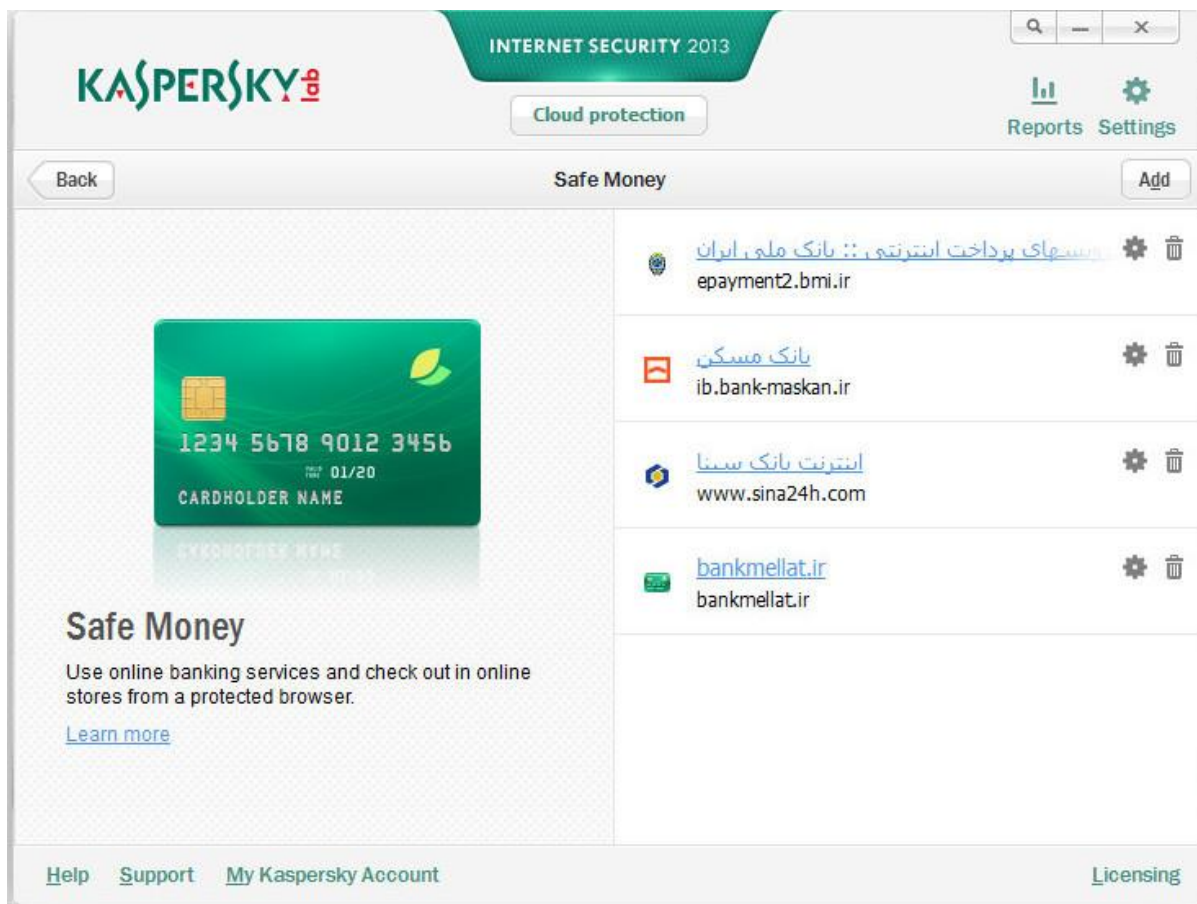 INTERNET SECURITY 2013
KASPERSKY lab
Cloud protection
Reports Settings
Back
Safe Money
Add
پرداخت اینترنتی :: بانک ملی ایران
epayment2.bmi.ir
بانک مسکن
ib.bank-maskan.ir
اینترنت بانک سینا
www.sina24h.com
bankmellat.ir
bankmellat.ir
1234 5678 9012 3456
01/20
CARDHOLDER NAME
Safe Money
Use online banking services and check out in online
stores from a protected browser.
Learn more
Help Support My Kaspersky Account
Licensing